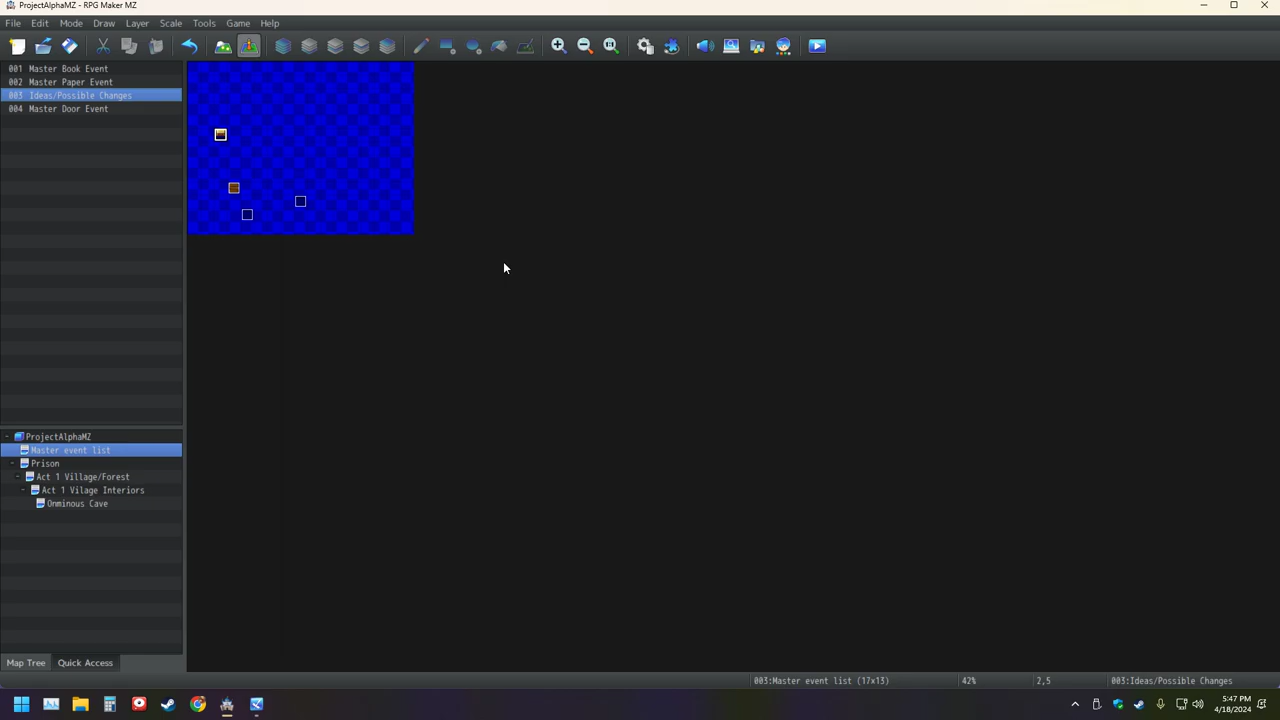 ProjectAlphaMZ - RPG Maker MZ
File Edit Mode Draw Layer Scale Tools Game Help
001 Master Book Event
002 Master Paper Event
003 Ideas/Possible Changes
004 Master Door Event
ProjectAlphaMZ
Master event list
Prison
Act 1 Village/Forest
Act 1 Vilage Interiors
Onminous Cave
Map Tree Quick Access
003:Master event list (17x13) 42% 2,5 003:Ideas/Possible Changes
5:47 PM
4/18/2024